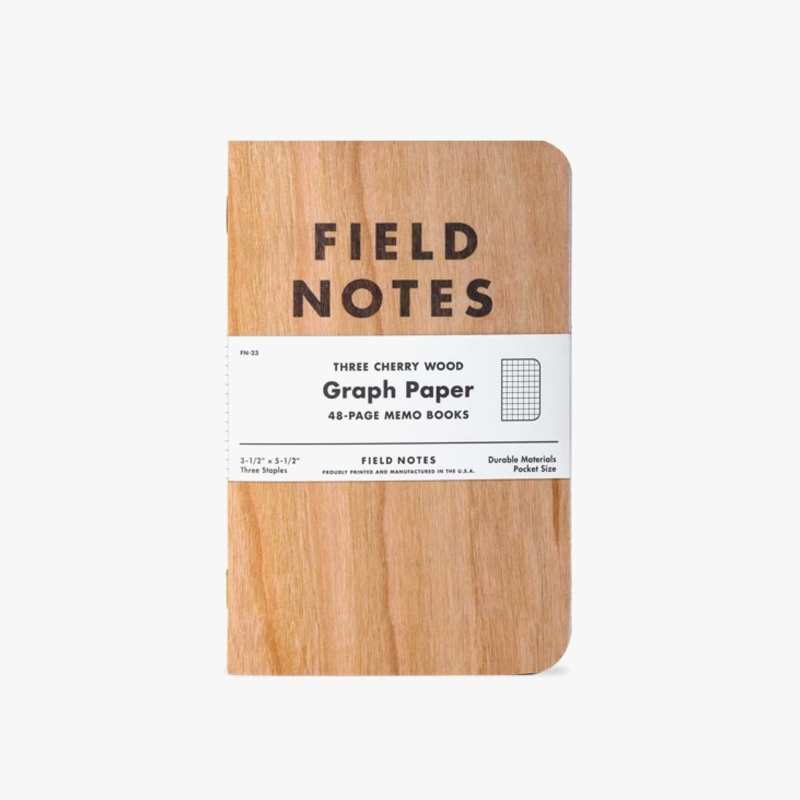 FIELD
NOTES
FN-23
THREE CHERRY WOOD
Graph Paper
48-PAGE MEMO BOOKS
3-1/2" × 5-1/2"
Three Staples
FIELD NOTES
PROUDLY PRINTED AND MANUFACTURED IN THE U.S.A.
Durable Materials
Pocket Size